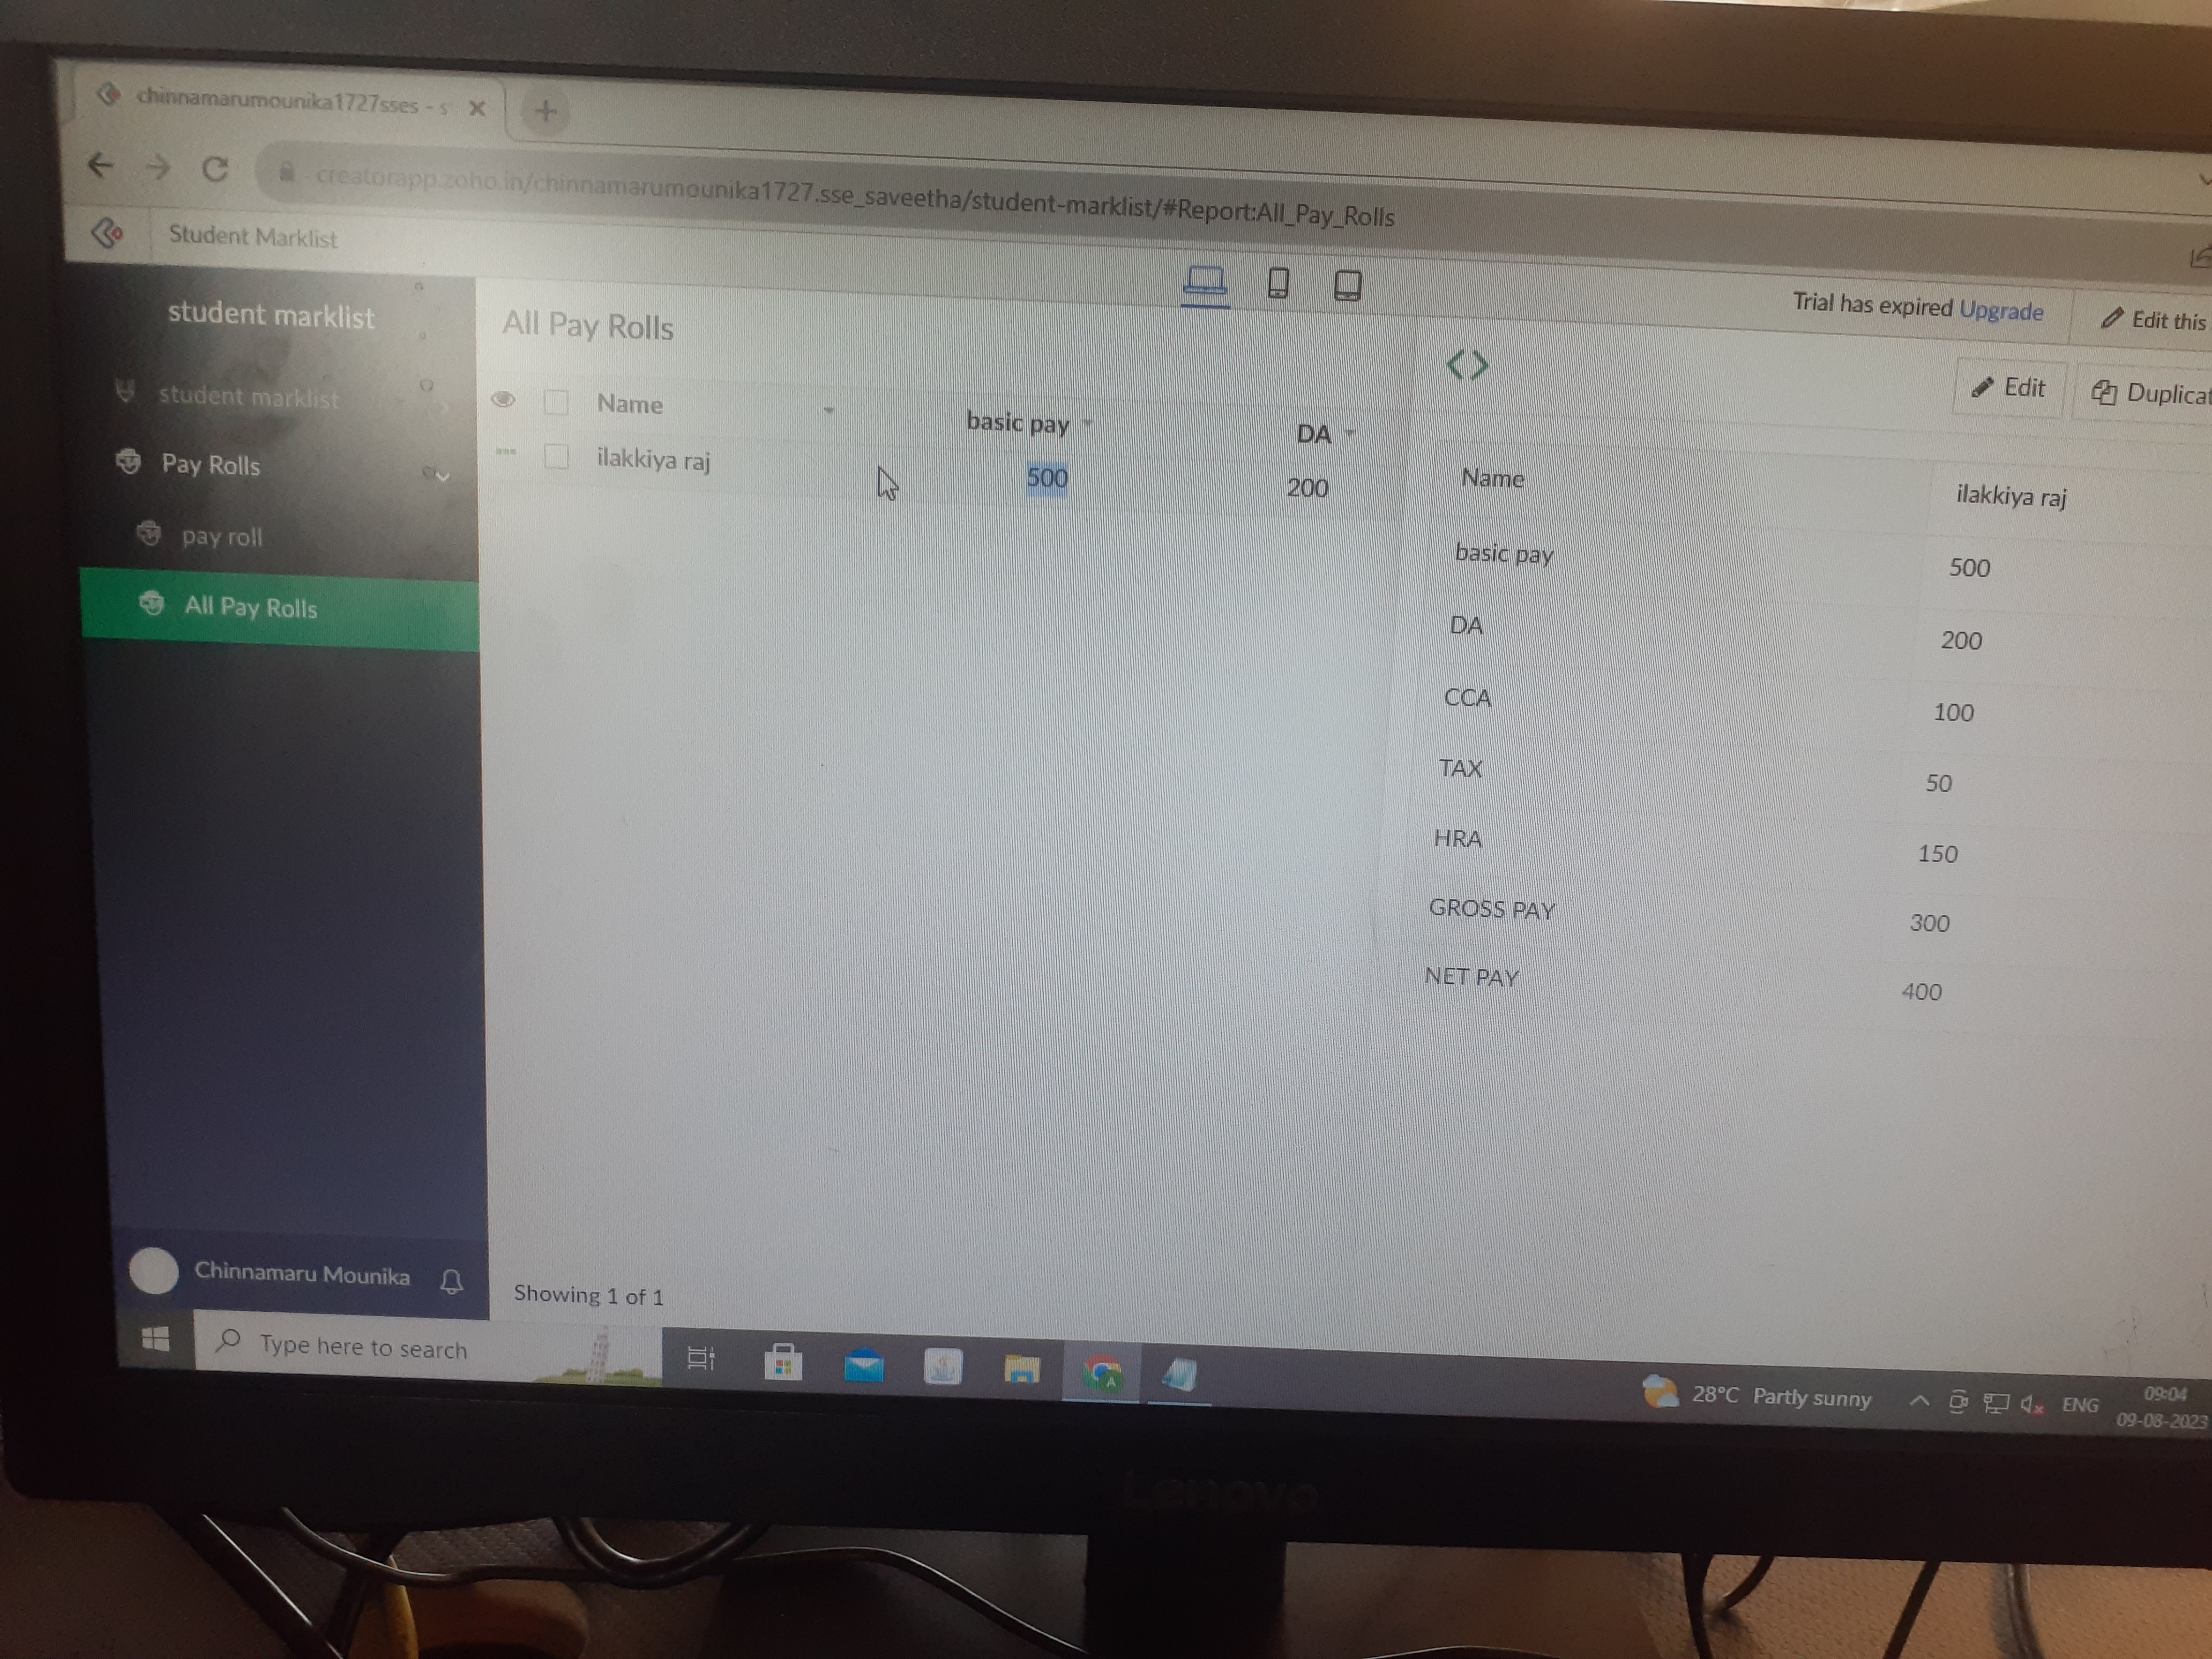 chinnamarumounika1727sses - s
creatorapp.zoho.in/chinnamarumounika1727.sse_saveetha/student-marklist/#Report:All_Pay_Rolls
Student Marklist
Trial has expired Upgrade
Edit this
student marklist
student marklist
Pay Rolls
pay roll
All Pay Rolls
All Pay Rolls
Name basic pay DA
ilakkiya raj 500 200
Showing 1 of 1
Edit
Duplicat
Name ilakkiya raj
basic pay 500
DA 200
CCA 100
TAX 50
HRA 150
GROSS PAY 300
NET PAY 400
Chinnamaru Mounika
Type here to search
28°C Partly sunny
ENG
09:04
09-08-2023
Lenovo